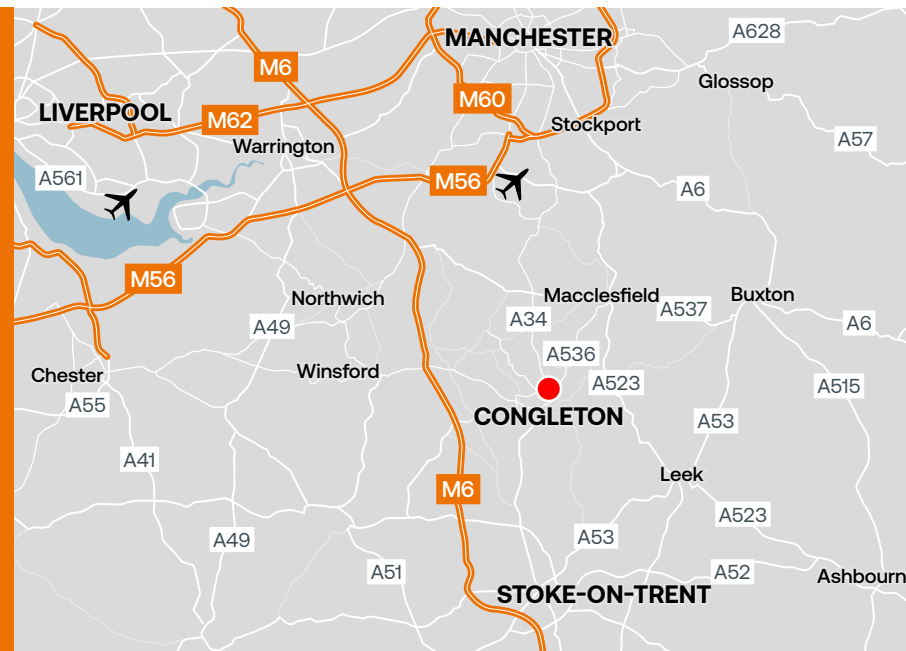 A628
MANCHESTER
M6
Glossop
M60
LIVERPOOL
M62
Stockport
A57
Warrington
A561
M56
A6
M56
Northwich
Macclesfield
Buxton
A537
A34
A49
A6
A536
Winsford
Chester
A523
A515
A55
CONGLETON
A53
A41
Leek
M6
A523
A49
A53
A51
A52
Ashbourn
STOKE-ON-TRENT